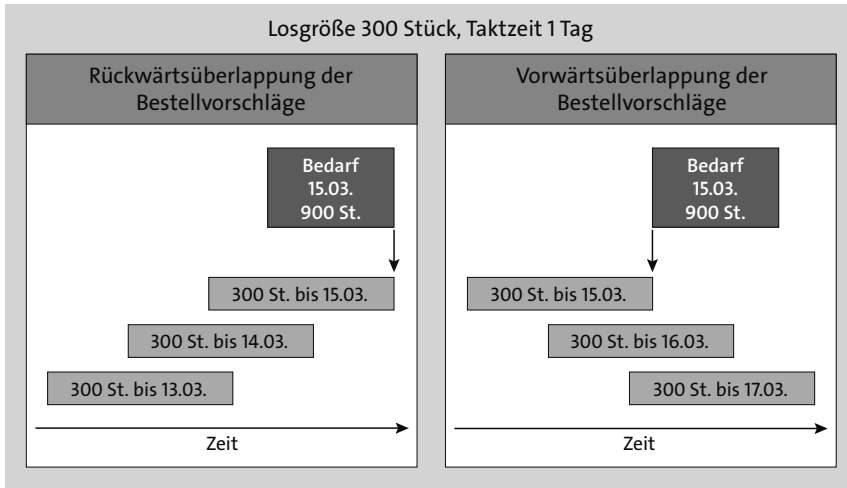 Losgröße 300 Stück, Taktzeit 1 Tag
Rückwärtsüberlappung der
Bestellvorschläge
Bedarf
15.03.
900 St.
300 St. bis 15.03.
300 St. bis 14.03.
300 St. bis 13.03.
Zeit
Vorwärtsüberlappung der
Bestellvorschläge
Bedarf
15.03.
900 St.
300 St. bis 15.03.
300 St. bis 16.03.
300 St. bis 17.03.
Zeit